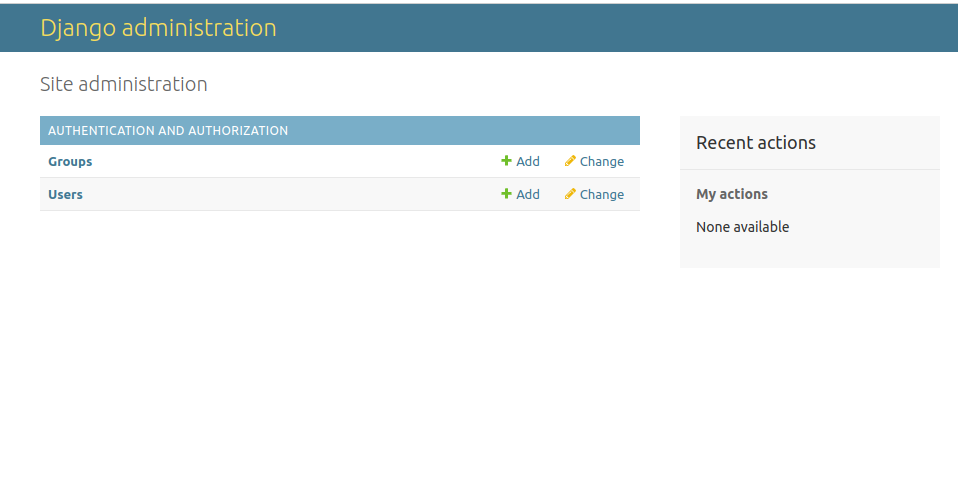 Django administration
Site administration
AUTHENTICATION AND AUTHORIZATION
Groups Add Change
Users Add Change
Recent actions
My actions
None available